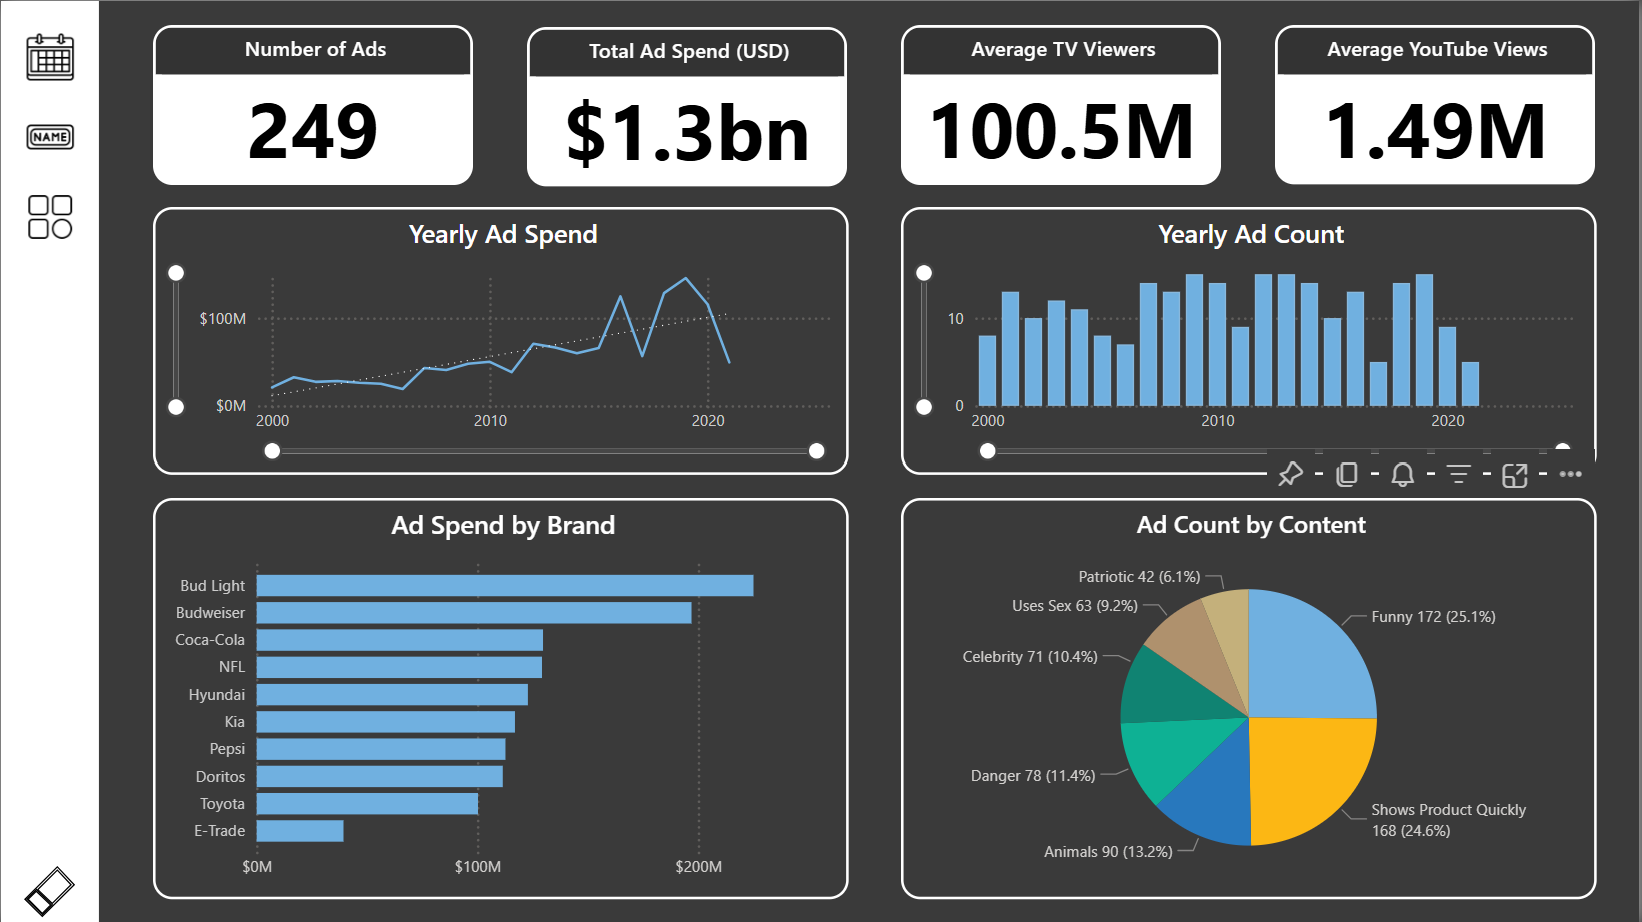 NAME
Number of Ads
249
Total Ad Spend (USD)
$1.3bn
Average TV Viewers
100.5M
Average YouTube Views
1.49M
Yearly Ad Spend
$100M
$0M
2000
2010
2020
Yearly Ad Count
10
0
2000
2010
2020
Ad Spend by Brand
Bud Light
Budweiser
Coca-Cola
NFL
Hyundai
Kia
Pepsi
Doritos
Toyota
E-Trade
$0M
$100M
$200M
Ad Count by Content
Patriotic 42 (6.1%)
Uses Sex 63 (9.2%)
Funny 172 (25.1%)
Celebrity 71 (10.4%)
Danger 78 (11.4%)
Shows Product Quickly
168 (24.6%)
Animals 90 (13.2%)